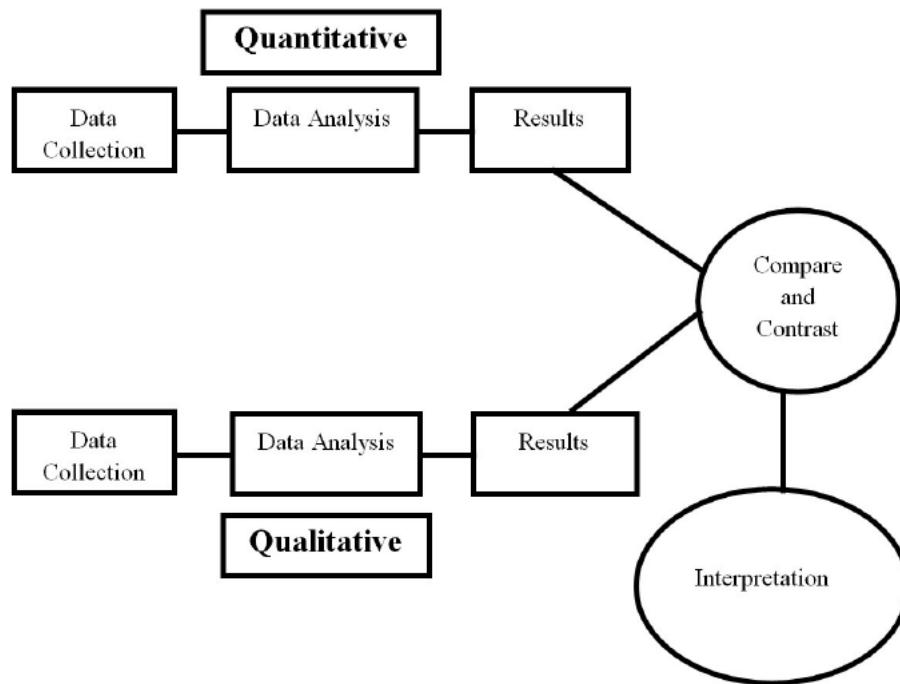 Quantitative
Data
Collection
Data Analysis
Results
Compare
and
Contrast
Data
Collection
Data Analysis
Results
Qualitative
Interpretation